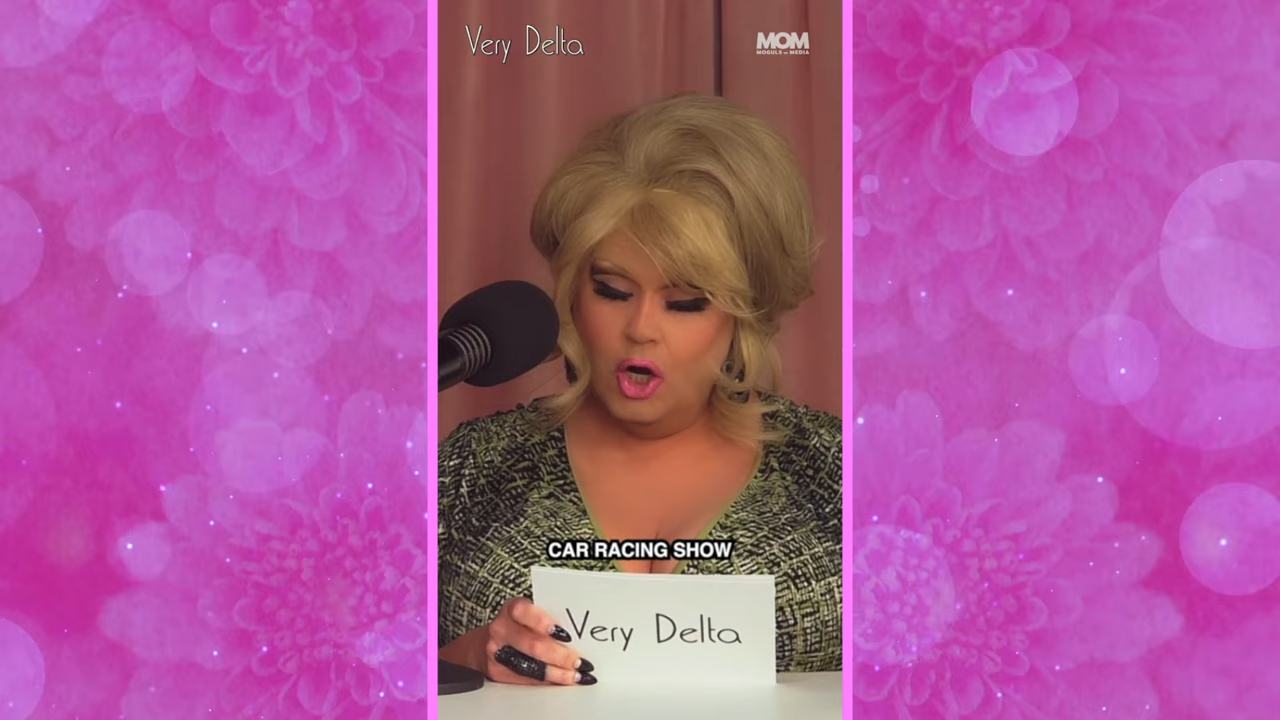 Very Delta
MOM
MOGULS OF MEDIA
CAR RACING SHOW
Very Delta